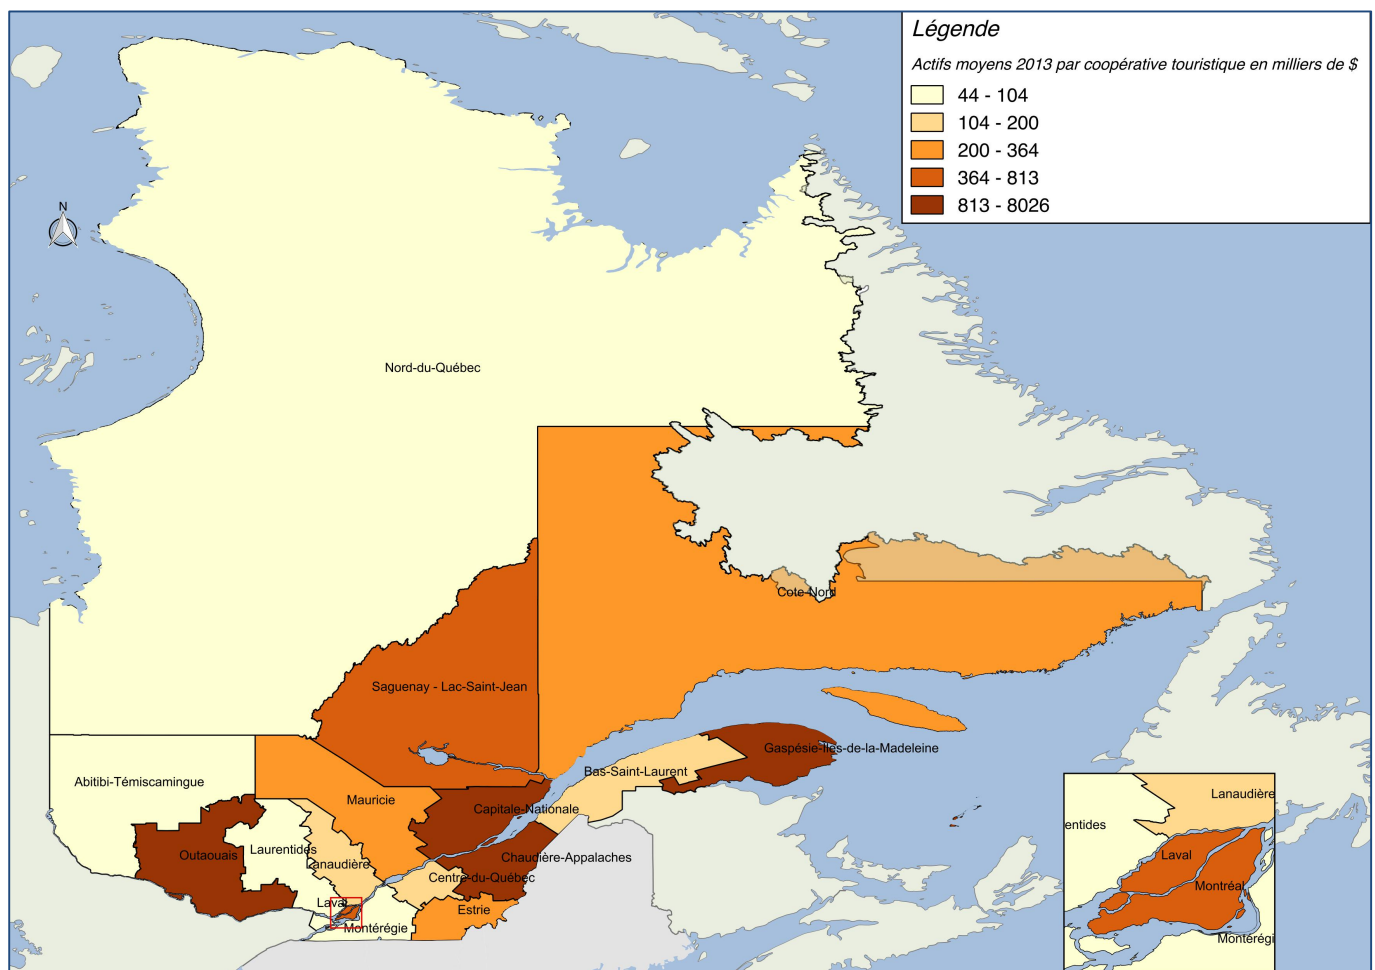 Légende
Actifs moyens 2013 par coopérative touristique en milliers de $
44 - 104
104 - 200
200 - 364
364 - 813
813 - 8026
N
Nord-du-Québec
Cote-Nord
Saguenay - Lac-Saint-Jean
Gaspésie-Iles-de-la-Madeleine
Bas-Saint-Laurent
Abitibi-Témiscamingue
Mauricie
Capitale-Nationale
Outaouais
Laurentides
Lanaudière
Chaudière-Appalaches
Centre-du-Québec
Laval
Estrie
Montérégie
Lanaudière
entides
Laval
Montréal
Montérégi